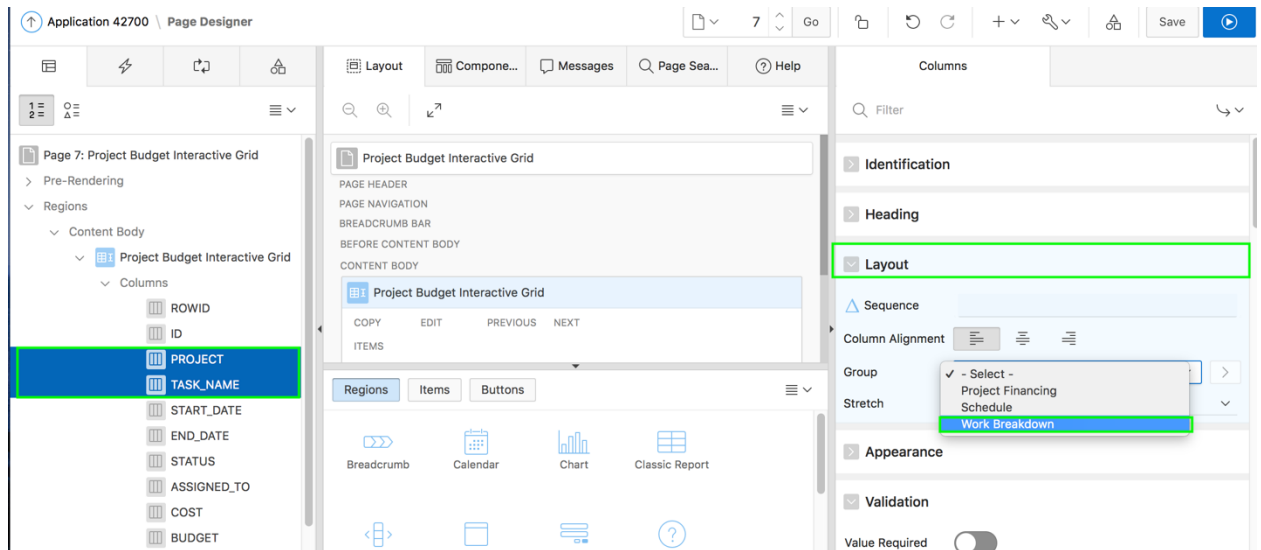 Application 42700 \ Page Designer
7
Go
Save
Layout
Compone...
Messages
Page Sea...
Help
Columns
Filter
Page 7: Project Budget Interactive Grid
Pre-Rendering
Regions
Content Body
Project Budget Interactive Grid
Columns
ROWID
ID
PROJECT
TASK_NAME
START_DATE
END_DATE
STATUS
ASSIGNED_TO
COST
BUDGET
Project Budget Interactive Grid
PAGE HEADER
PAGE NAVIGATION
BREADCRUMB BAR
BEFORE CONTENT BODY
CONTENT BODY
Project Budget Interactive Grid
COPY EDIT PREVIOUS NEXT
ITEMS
Regions Items Buttons
Breadcrumb Calendar Chart Classic Report
Identification
Heading
Layout
Sequence
Column Alignment
Group
- Select -
Project Financing
Schedule
Work Breakdown
Stretch
Appearance
Validation
Value Required